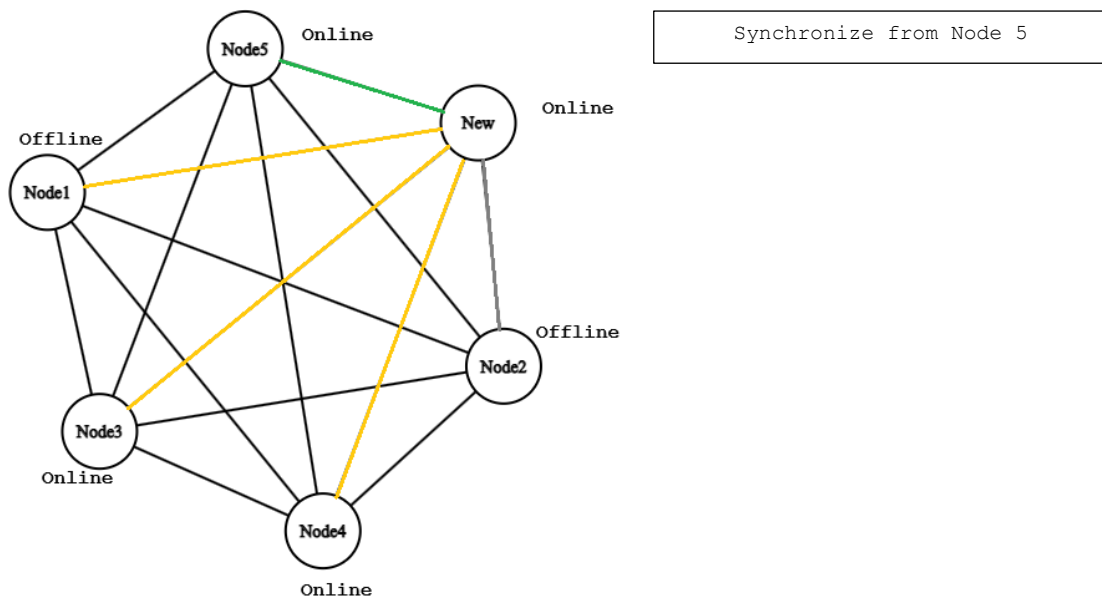 Node5
Online
Synchronize from Node 5
New
Online
Offline
Node1
Offline
Node2
Node3
Online
Node4
Online